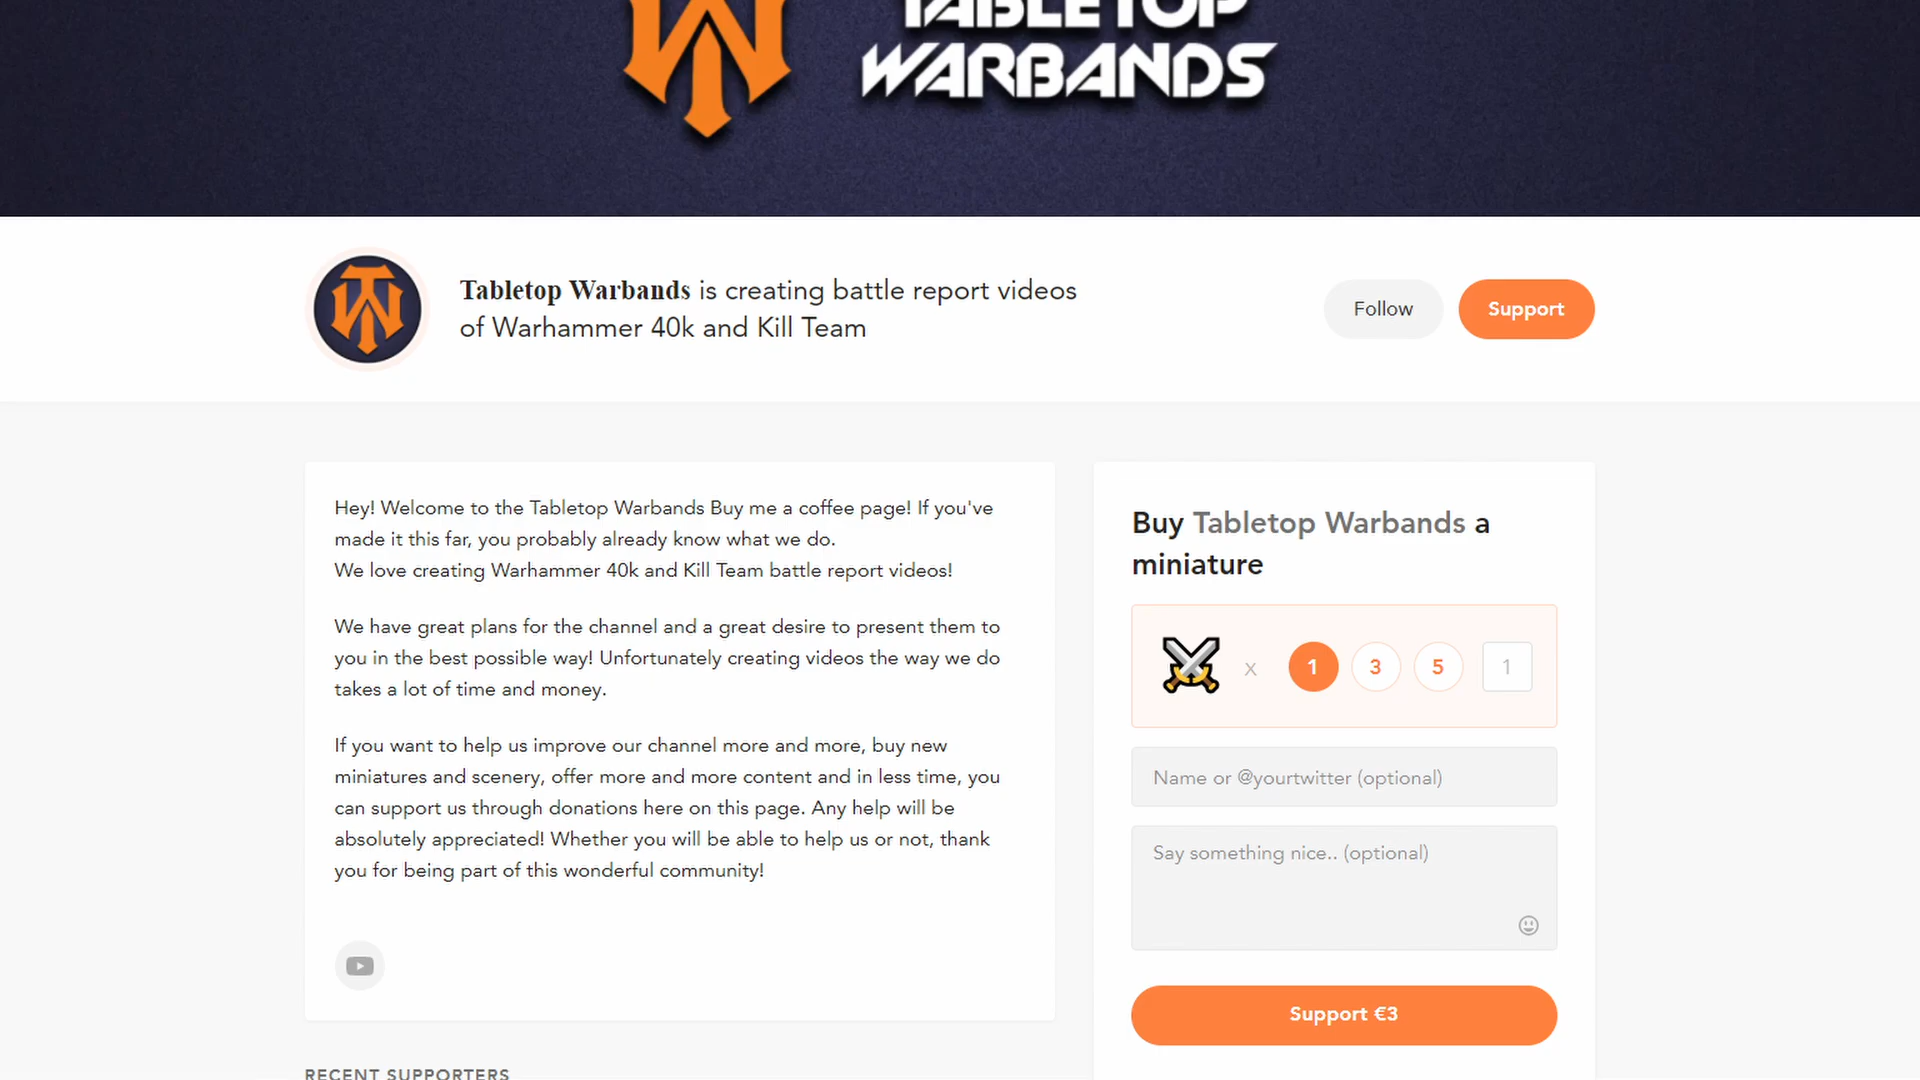 TABLETOP
WARBANDS
Tabletop Warbands is creating battle report videos
of Warhammer 40k and Kill Team
Follow
Support
Hey! Welcome to the Tabletop Warbands Buy me a coffee page! If you've
made it this far, you probably already know what we do.
We love creating Warhammer 40k and Kill Team battle report videos!
We have great plans for the channel and a great desire to present them to
you in the best possible way! Unfortunately creating videos the way we do
takes a lot of time and money.
If you want to help us improve our channel more and more, buy new
miniatures and scenery, offer more and more content and in less time, you
can support us through donations here on this page. Any help will be
absolutely appreciated! Whether you will be able to help us or not, thank
you for being part of this wonderful community!
RECENT SUPPORTERS
Buy Tabletop Warbands a
miniature
x 1 3 5 1
Name or @yourtwitter (optional)
Say something nice.. (optional)
Support €3